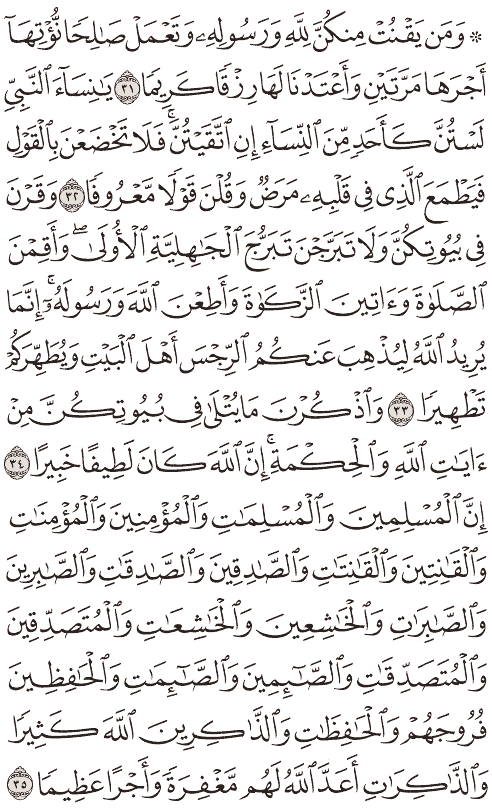 ۞ وَمَن يَقْنُتْ مِنكُنَّ لِلَّهِ وَرَسُولِهِۦ وَتَعْمَلْ صَٰلِحًا نُّؤْتِهَآ
أَجْرَهَا مَرَّتَيْنِ وَأَعْتَدْنَا لَهَا رِزْقًا كَرِيمًا ٣١ يَٰنِسَآءَ ٱلنَّبِيِّ
لَسْتُنَّ كَأَحَدٍ مِّنَ ٱلنِّسَآءِ إِنِ ٱتَّقَيْتُنَّ ۚ فَلَا تَخْضَعْنَ بِٱلْقَوْلِ
فَيَطْمَعَ ٱلَّذِى فِى قَلْبِهِۦ مَرَضٌ وَقُلْنَ قَوْلًا مَّعْرُوفًا ٣٢ وَقَرْنَ
فِى بُيُوتِكُنَّ وَلَا تَبَرَّجْنَ تَبَرُّجَ ٱلْجَٰهِلِيَّةِ ٱلْأُولَىٰ ۖ وَأَقِمْنَ
ٱلصَّلَوٰةَ وَءَاتِينَ ٱلزَّكَوٰةَ وَأَطِعْنَ ٱللَّهَ وَرَسُولَهُۥٓ ۚ إِنَّمَا
يُرِيدُ ٱللَّهُ لِيُذْهِبَ عَنكُمُ ٱلرِّجْسَ أَهْلَ ٱلْبَيْتِ وَيُطَهِّرَكُمْ
تَطْهِيرًا ٣٣ وَٱذْكُرْنَ مَا يُتْلَىٰ فِى بُيُوتِكُنَّ مِنْ
ءَايَٰتِ ٱللَّهِ وَٱلْحِكْمَةِ ۚ إِنَّ ٱللَّهَ كَانَ لَطِيفًا خَبِيرًا ٣٤
إِنَّ ٱلْمُسْلِمِينَ وَٱلْمُسْلِمَٰتِ وَٱلْمُؤْمِنِينَ وَٱلْمُؤْمِنَٰتِ
وَٱلْقَٰنِتِينَ وَٱلْقَٰنِتَٰتِ وَٱلصَّٰدِقِينَ وَٱلصَّٰدِقَٰتِ وَٱلصَّٰبِرِينَ
وَٱلصَّٰبِرَٰتِ وَٱلْخَٰشِعِينَ وَٱلْخَٰشِعَٰتِ وَٱلْمُتَصَدِّقِينَ
وَٱلْمُتَصَدِّقَٰتِ وَٱلصَّٰٓئِمِينَ وَٱلصَّٰٓئِمَٰتِ وَٱلْحَٰفِظِينَ
فُرُوجَهُمْ وَٱلْحَٰفِظَٰتِ وَٱلذَّٰكِرِينَ ٱللَّهَ كَثِيرًا
وَٱلذَّٰكِرَٰتِ أَعَدَّ ٱللَّهُ لَهُم مَّغْفِرَةً وَأَجْرًا عَظِيمًا ٣٥